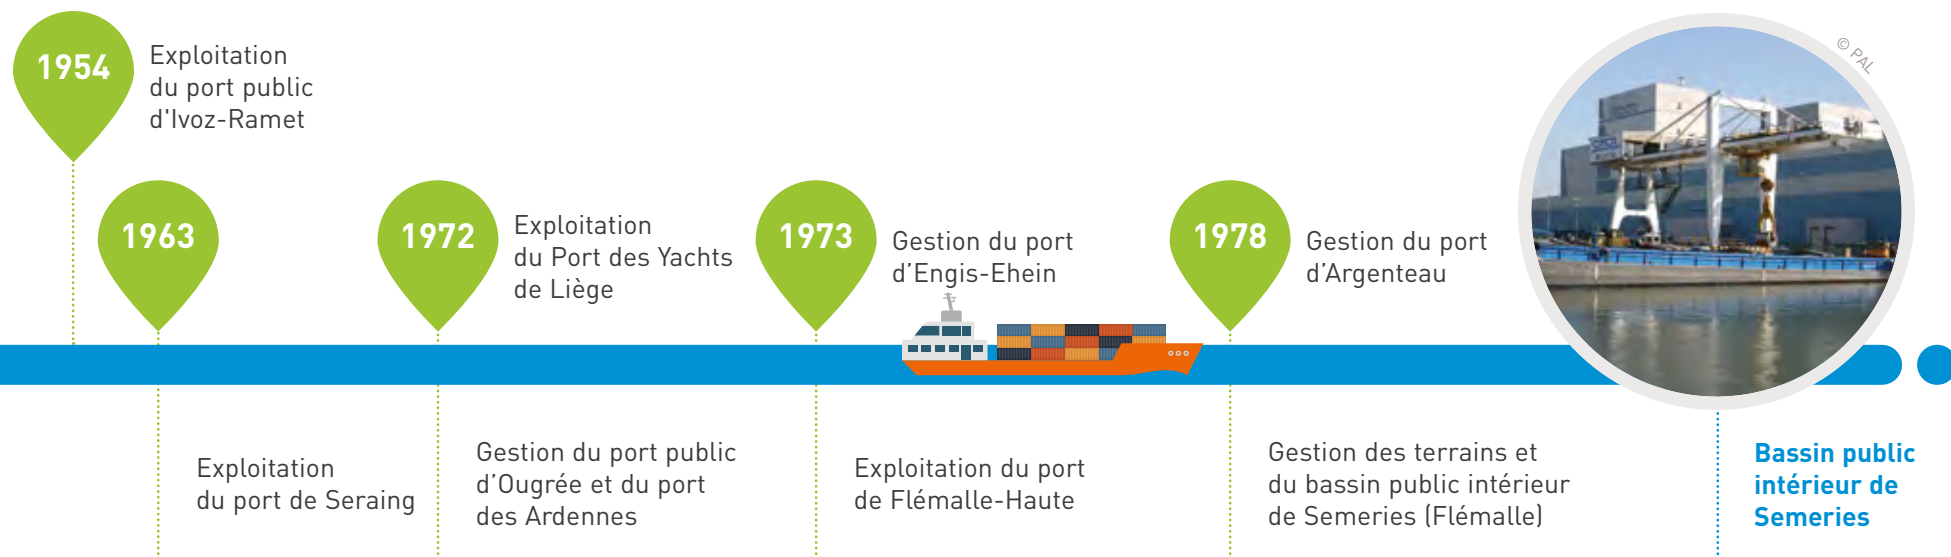 1954
Exploitation
du port public
d'Ivoz-Ramet
1963
Exploitation
du port de Seraing
1972
Exploitation
du Port des Yachts
de Liège
Gestion du port public
d’Ougrée et du port
des Ardennes
1973
Gestion du port
d’Engis-Ehein
Exploitation du port
de Flémalle-Haute
1978
Gestion du port
d’Argenteau
Gestion des terrains et
du bassin public intérieur
de Semeries (Flémalle)
© PAL
Bassin public
intérieur de
Semeries